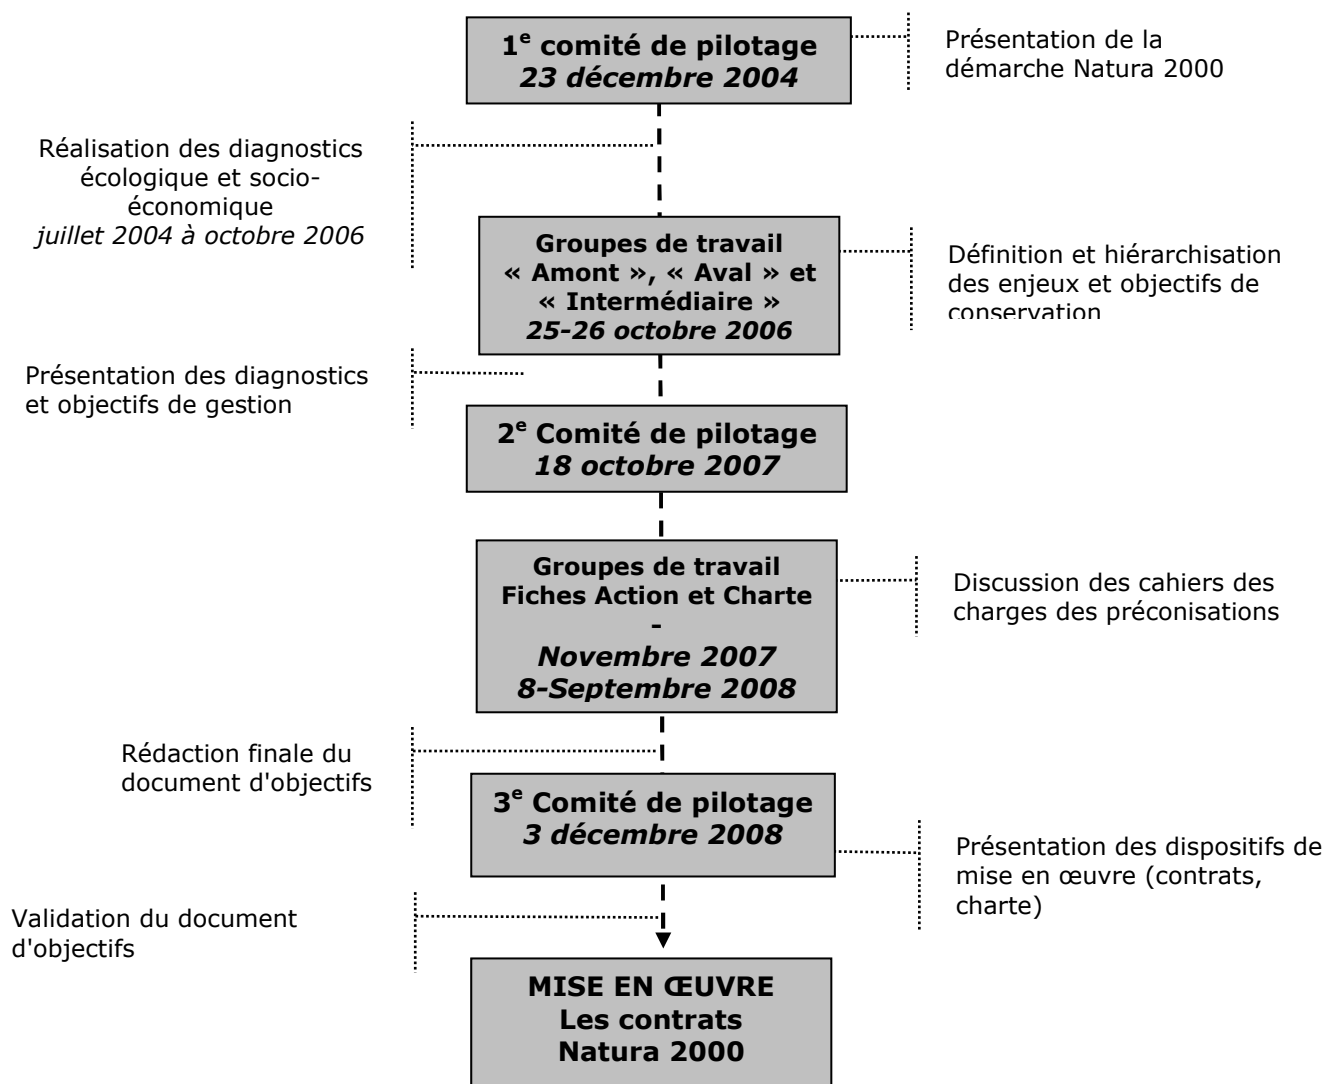 1e comité de pilotage
23 décembre 2004
Présentation de la
démarche Natura 2000
Réalisation des diagnostics
écologique et socio-
économique
juillet 2004 à octobre 2006
Groupes de travail
« Amont », « Aval » et
« Intermédiaire »
25-26 octobre 2006
Définition et hiérarchisation
des enjeux et objectifs de
conservation
Présentation des diagnostics
et objectifs de gestion
2e Comité de pilotage
18 octobre 2007
Groupes de travail
Fiches Action et Charte
-
Novembre 2007
8-Septembre 2008
Discussion des cahiers des
charges des préconisations
Rédaction finale du
document d'objectifs
3e Comité de pilotage
3 décembre 2008
Présentation des dispositifs de
mise en œuvre (contrats,
charte)
Validation du document
d'objectifs
MISE EN ŒUVRE
Les contrats
Natura 2000